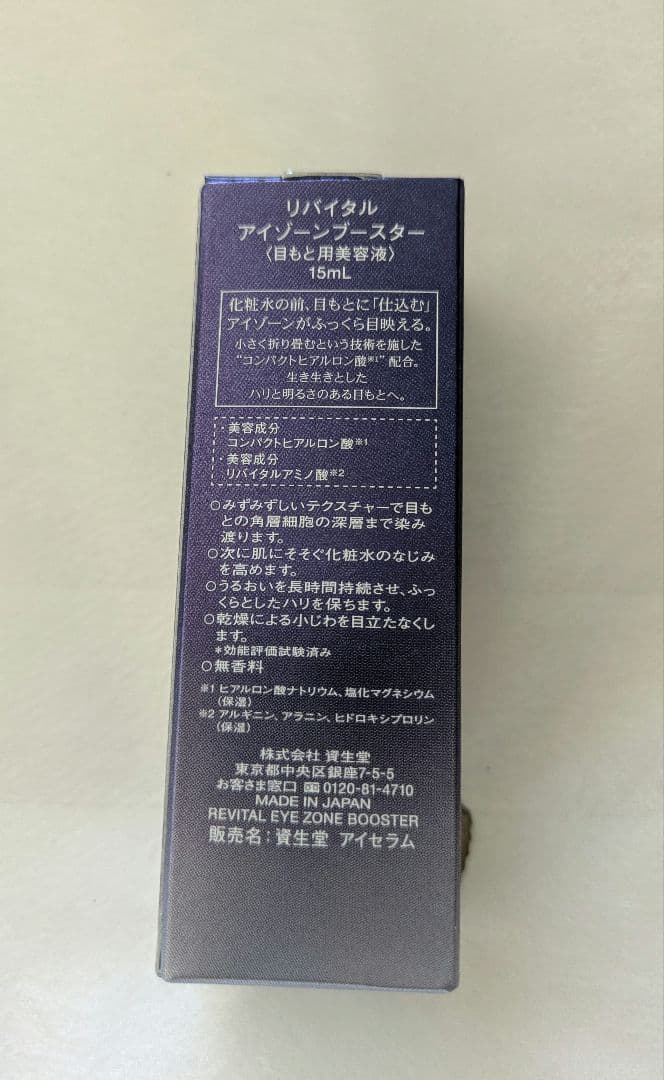 リバイタル
アイゾーンブースター
〈目もと用美容液〉
15mL
化粧水の前、目もとに「仕込む」
アイゾーンがふっくら目映える。
小さく折り畳むという技術を施した
“コンパクトヒアルロン酸※1”配合。
生き生きとした
ハリと明るさのある目もとへ。
・美容成分
コンパクトヒアルロン酸※1
・美容成分
リバイタルアミノ酸※2
○みずみずしいテクスチャーで目も
との角層細胞の深層まで染み
渡ります。
○次に肌にそそぐ化粧水のなじみ
を高めます。
○うるおいを長時間持続させ、ふっ
くらとしたハリを保ちます。
○乾燥による小じわを目立たなくし
ます。
*効能評価試験済み
○無香料
※1 ヒアルロン酸ナトリウム、塩化マグネシウム
(保湿)
※2 アルギニン、アラニン、ヒドロキシプロリン
(保湿)
株式会社 資生堂
東京都中央区銀座7-5-5
お客さま窓口 0120-81-4710
MADE IN JAPAN
REVITAL EYE ZONE BOOSTER
販売名：資生堂 アイセラム